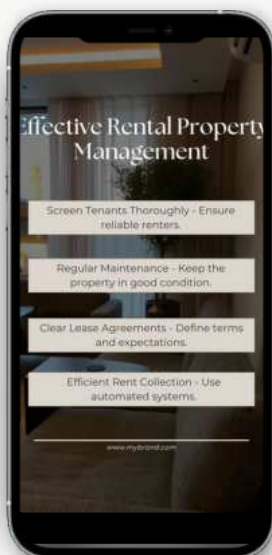 Effective Rental Property
Management
Screen Tenants Thoroughly - Ensure
reliable renters.
Regular Maintenance - Keep the
property in good condition.
Clear Lease Agreements - Define terms
and expectations.
Efficient Rent Collection - Use
automated systems.
www.mybrand.com